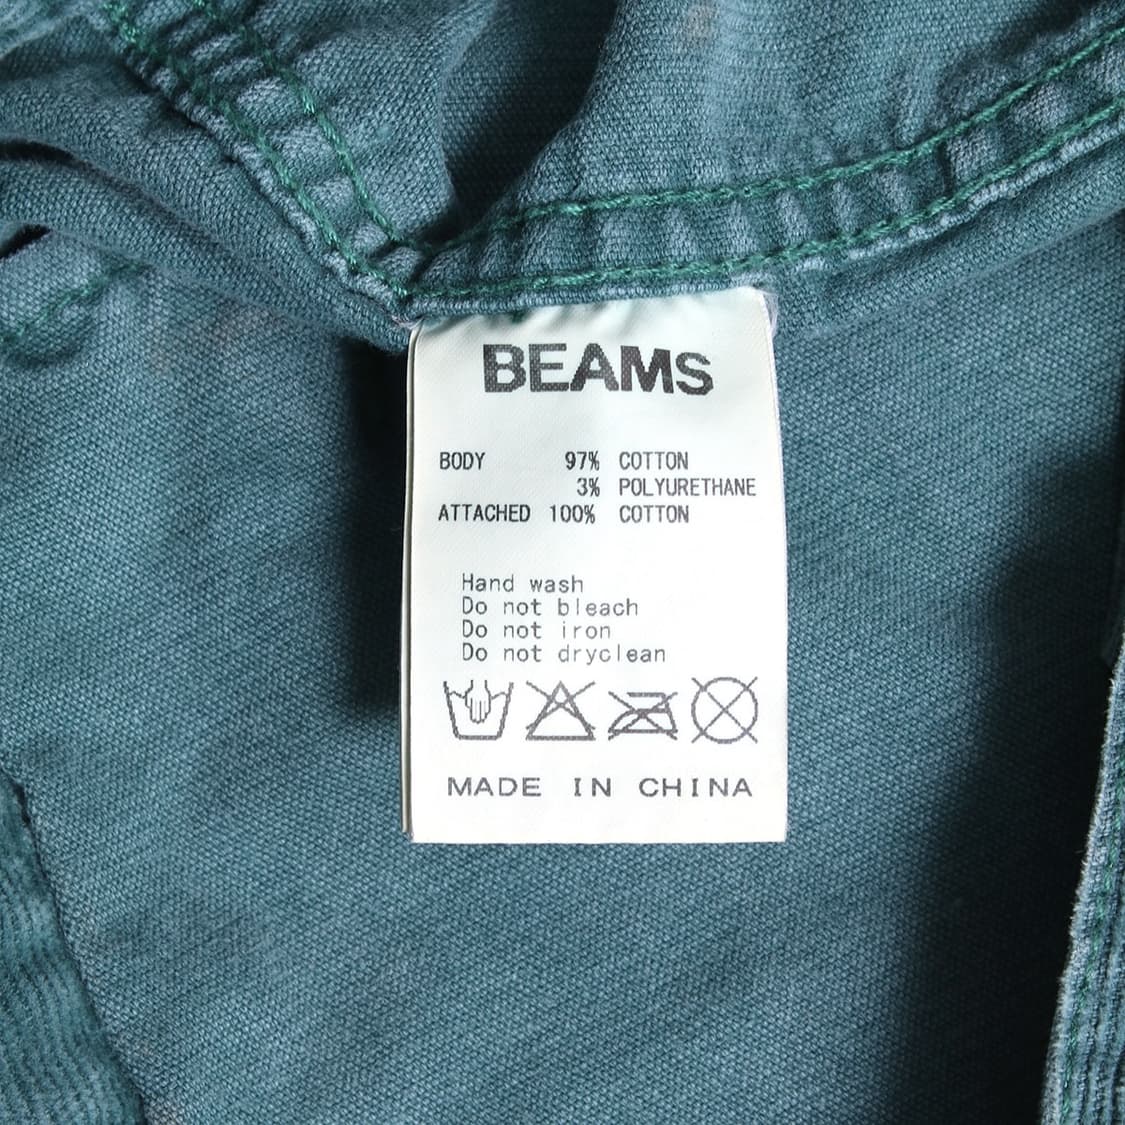 BEAMS
BODY 97% COTTON
3% POLYURETHANE
ATTACHED 100% COTTON
Hand wash
Do not bleach
Do not iron
Do not dryclean
MADE IN CHINA